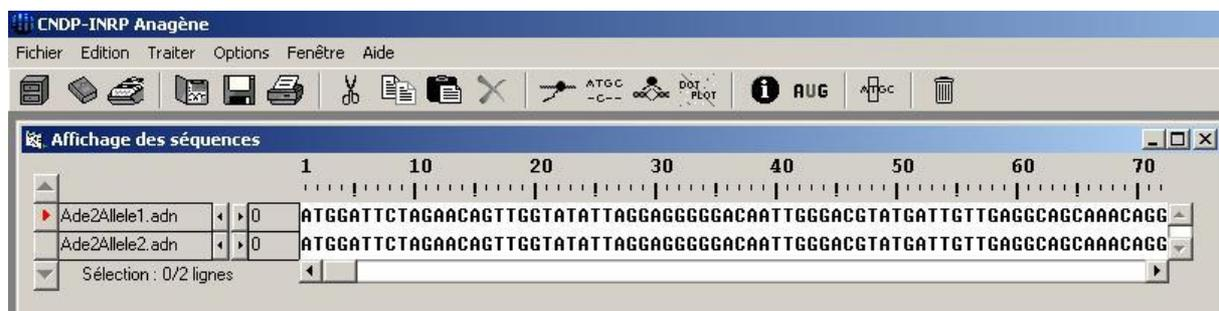 CNDP-INRP Anagène
Fichier Edition Traiter Options Fenêtre Aide
ATGC
-C--
DOT
PLOT
AUG
ATGC
Affichage des séquences
1 10 20 30 40 50 60 70
Ade2Allele1.adn 0 ATGGATTCTAGAACAGTTGGTATATTAGGAGGGGGACAATTGGGACGTATGATTGTTGAGGCAGCAAACAGG
Ade2Allele2.adn 0 ATGGATTCTAGAACAGTTGGTATATTAGGAGGGGGACAATTGGGACGTATGATTGTTGAGGCAGCAAACAGG
Sélection : 0/2 lignes